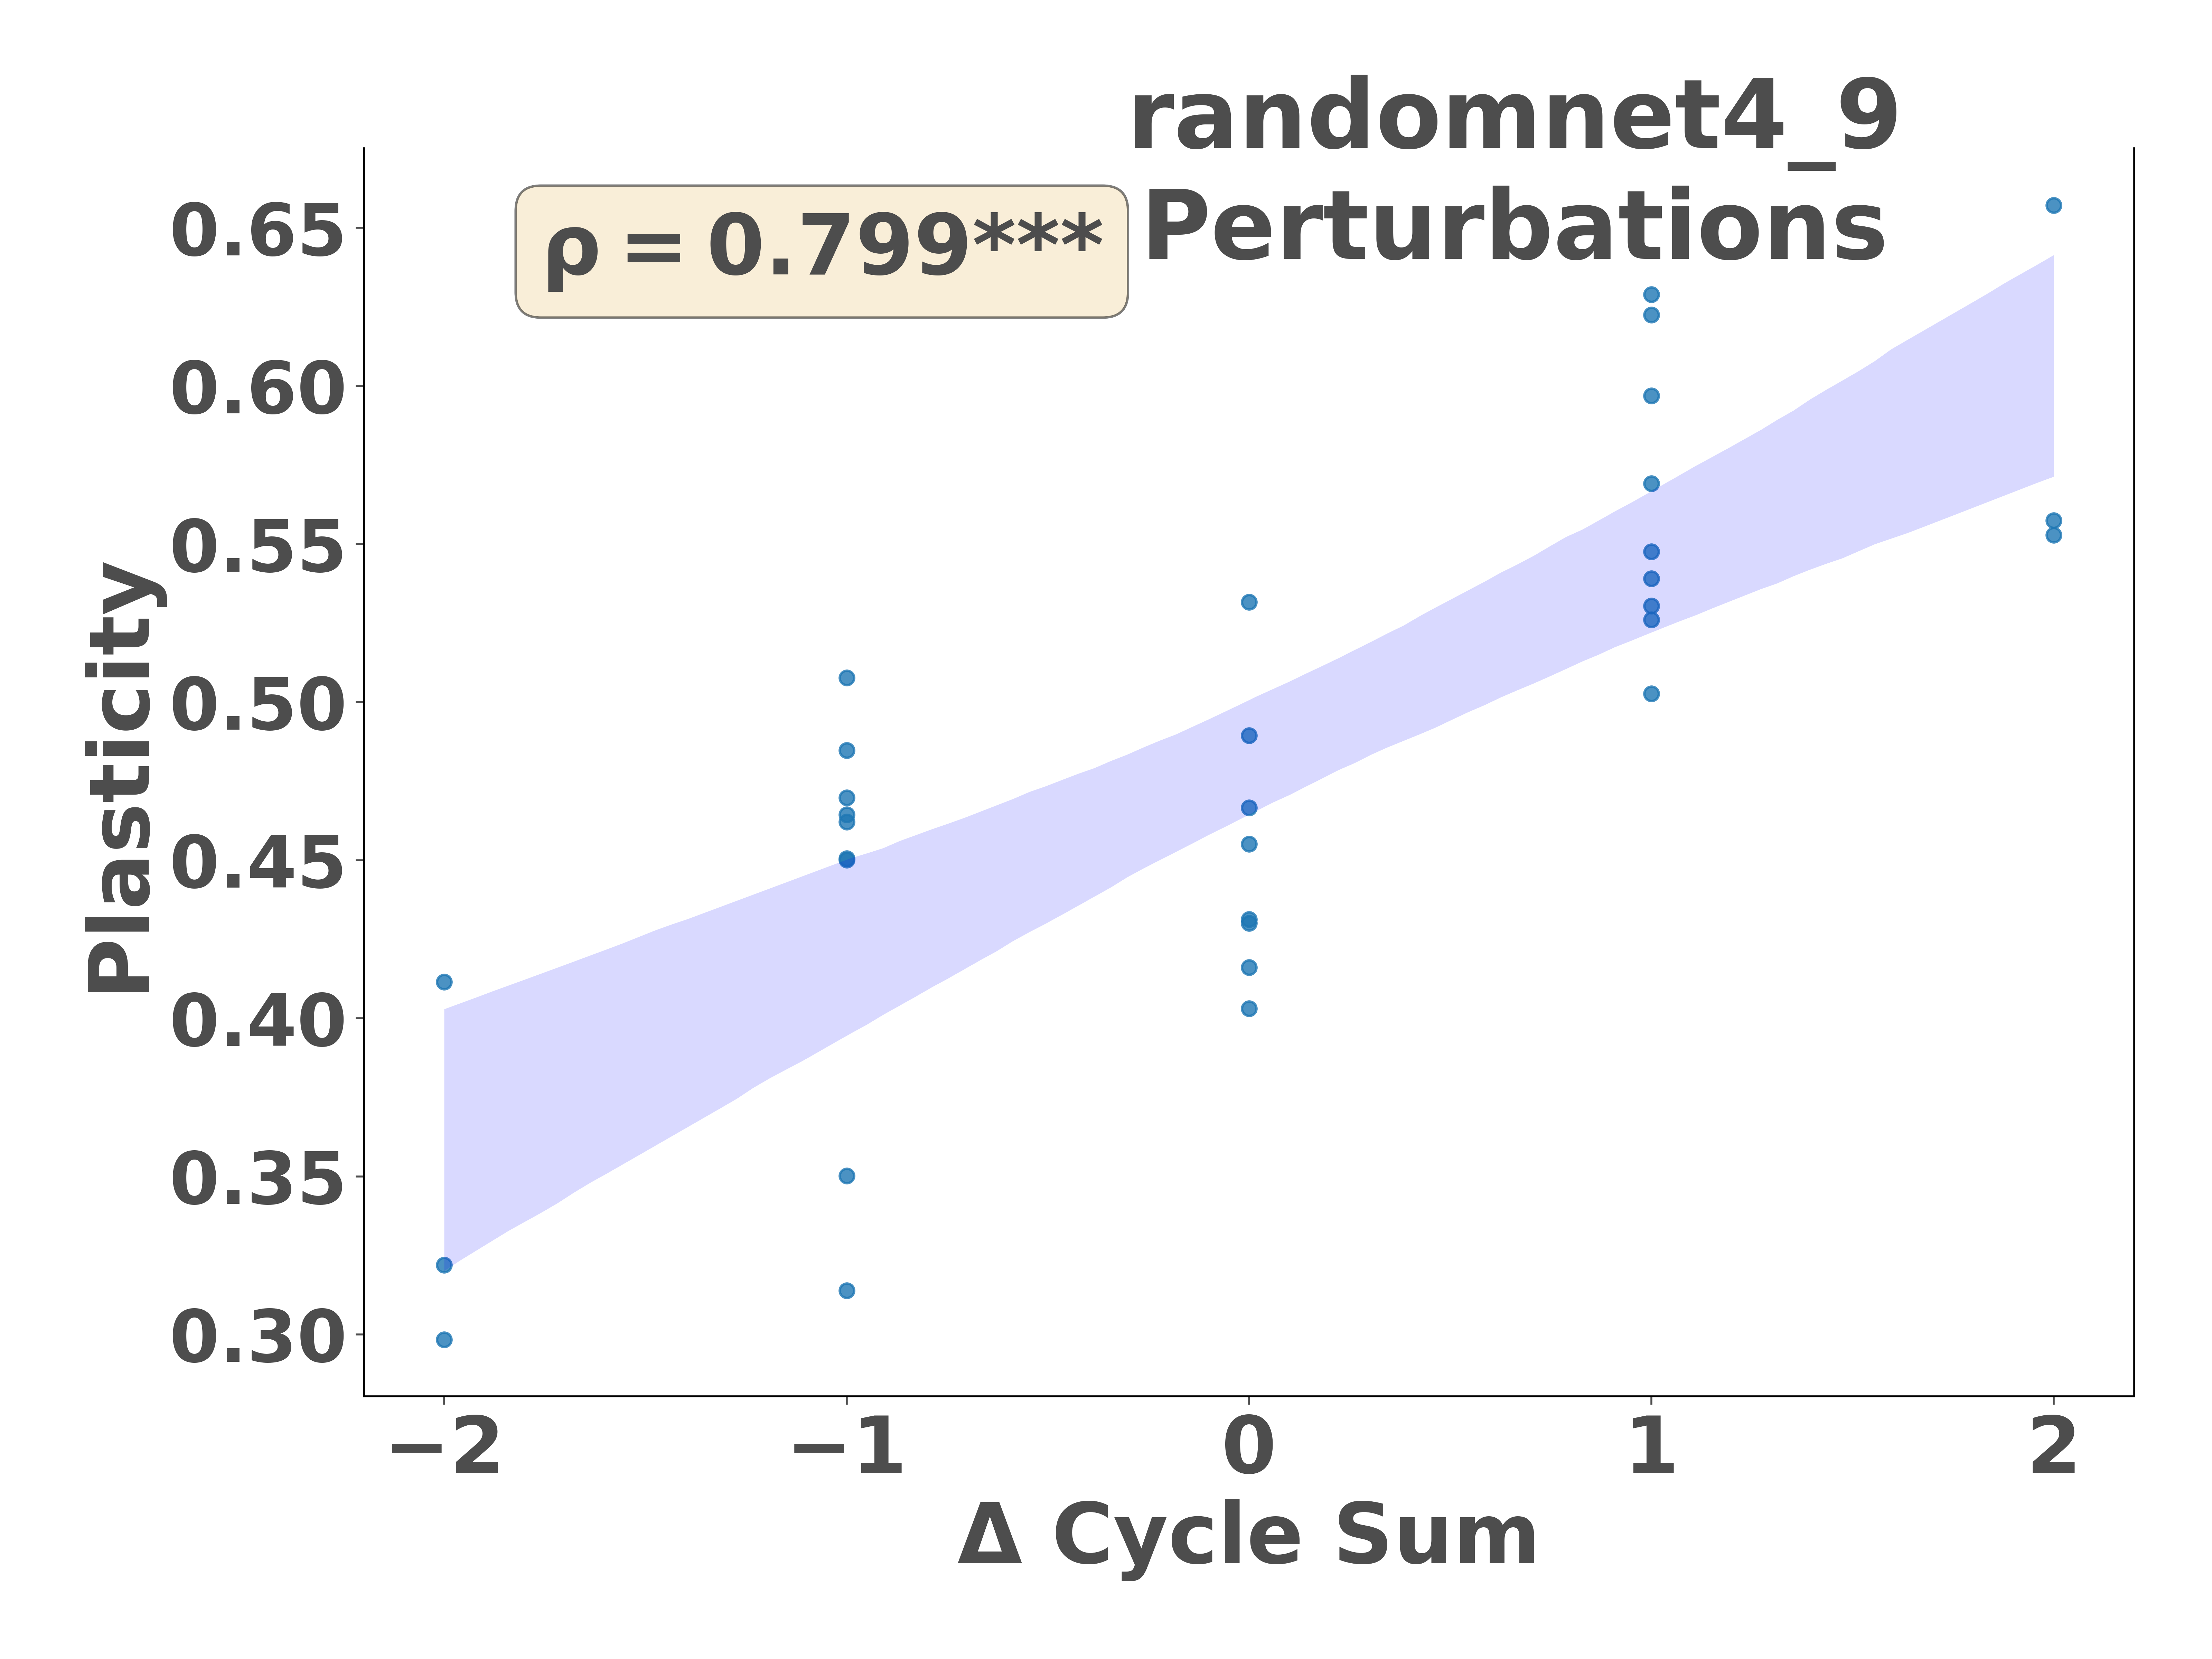 randomnet4_9
Perturbations
ρ = 0.799***
Plasticity
0.65
0.60
0.55
0.50
0.45
0.40
0.35
0.30
−2 −1 0 1 2
Δ Cycle Sum